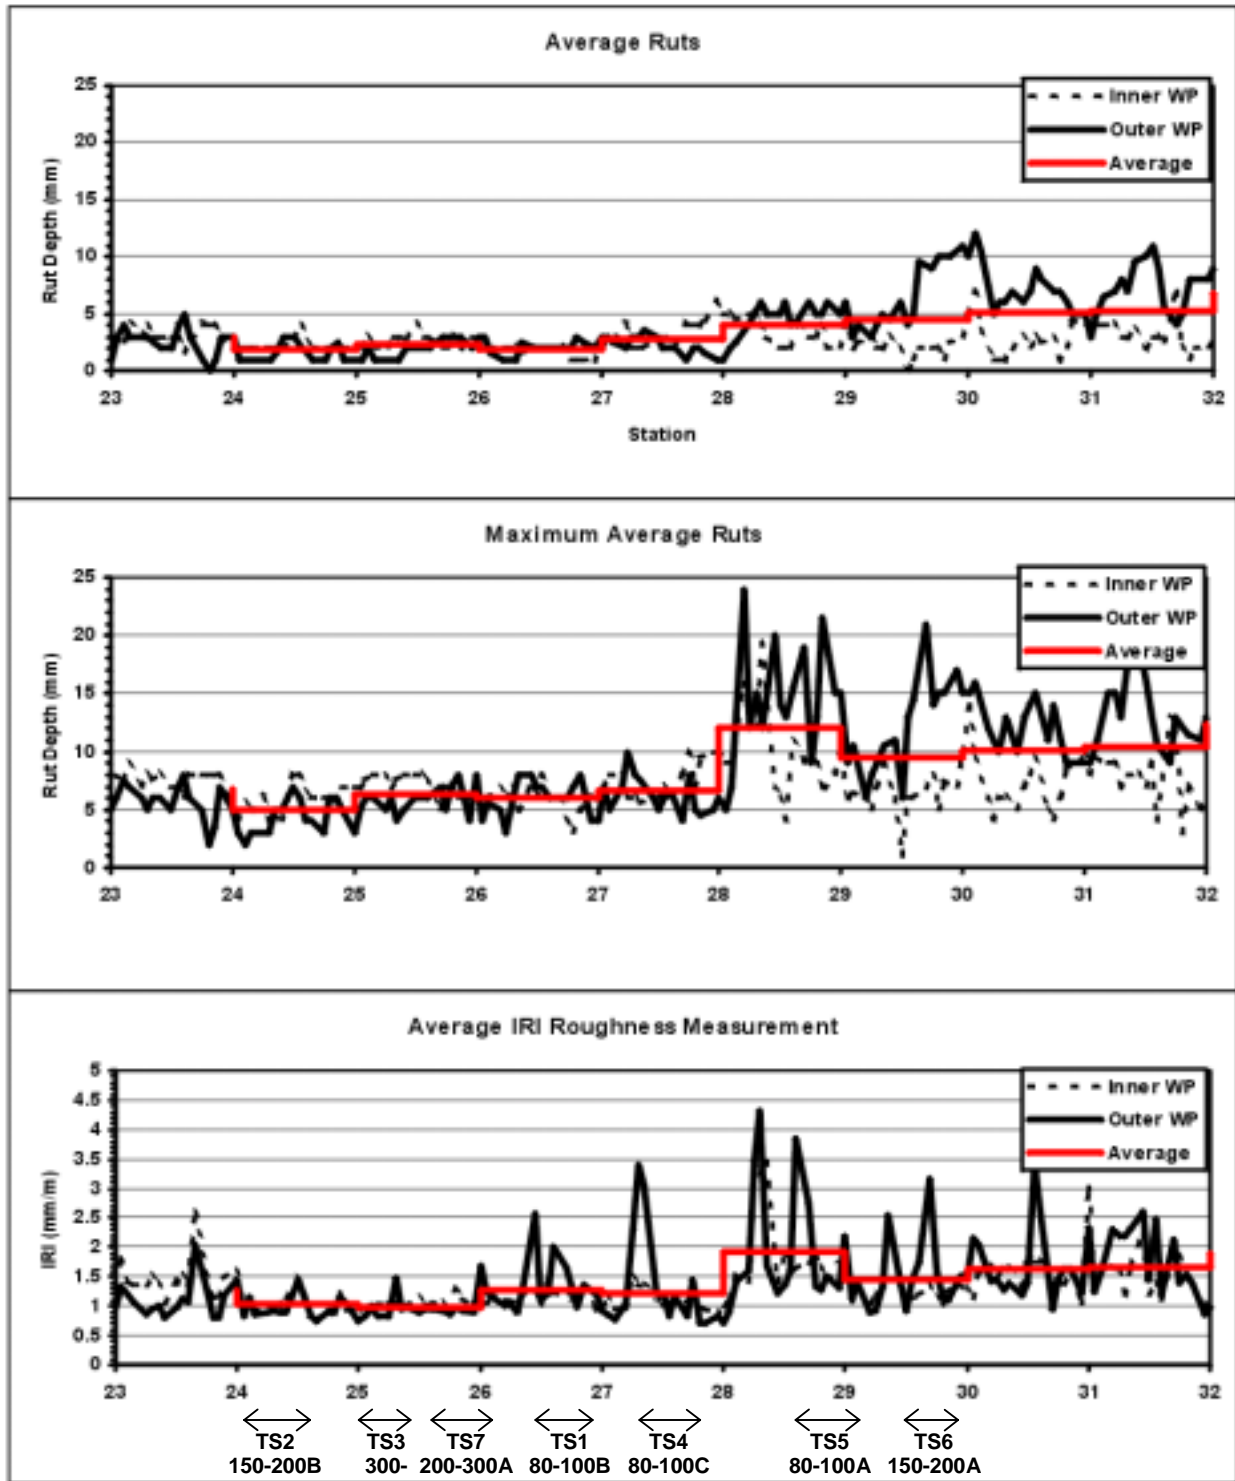 Average Ruts
25
20
15
10
5
0
Rut Depth (mm)
Inner WP
Outer WP
Average
23 24 25 26 27 28 29 30 31 32
Station
Maximum Average Ruts
25
20
15
10
5
0
Rut Depth (mm)
Inner WP
Outer WP
Average
23 24 25 26 27 28 29 30 31 32
Average IRI Roughness Measurement
5
4.5
4
3.5
3
2.5
2
1.5
1
0.5
0
IRI (mm/m)
Inner WP
Outer WP
Average
23 24 25 26 27 28 29 30 31 32
TS2 TS3 TS7 TS1 TS4 TS5 TS6
150-200B 300- 200-300A 80-100B 80-100C 80-100A 150-200A